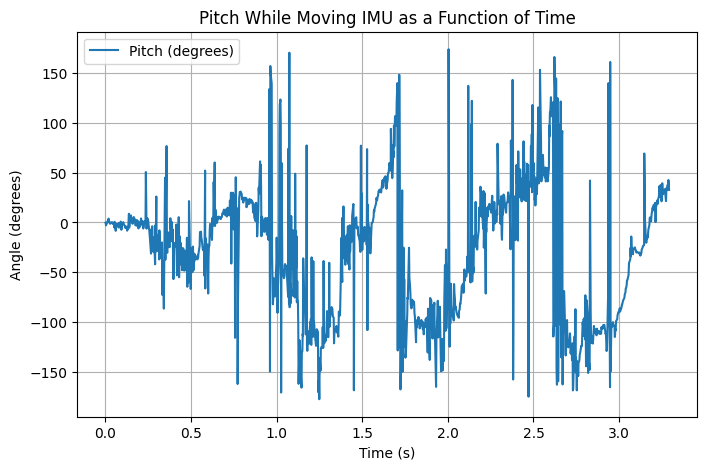 Pitch While Moving IMU as a Function of Time
Pitch (degrees)
Angle (degrees)
150
100
50
0
−50
−100
−150
0.0 0.5 1.0 1.5 2.0 2.5 3.0
Time (s)